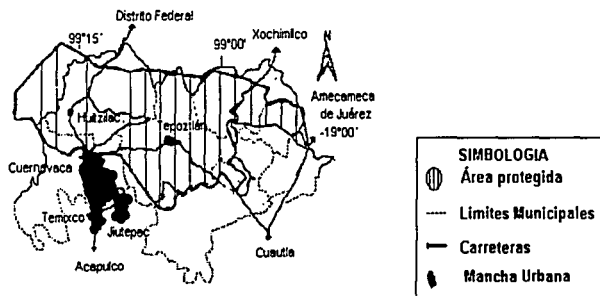 Distrito Federal
Xochimilco
99°15´
99°00´
N
Amecameca
de Juárez
-19°00´
Huitzilac
Tepoztlán
Cuernavaca
Temixco
Jiutepec
Acapulco
Cuautla
SIMBOLOGIA
Área protegida
Limites Municipales
Carreteras
Mancha Urbana